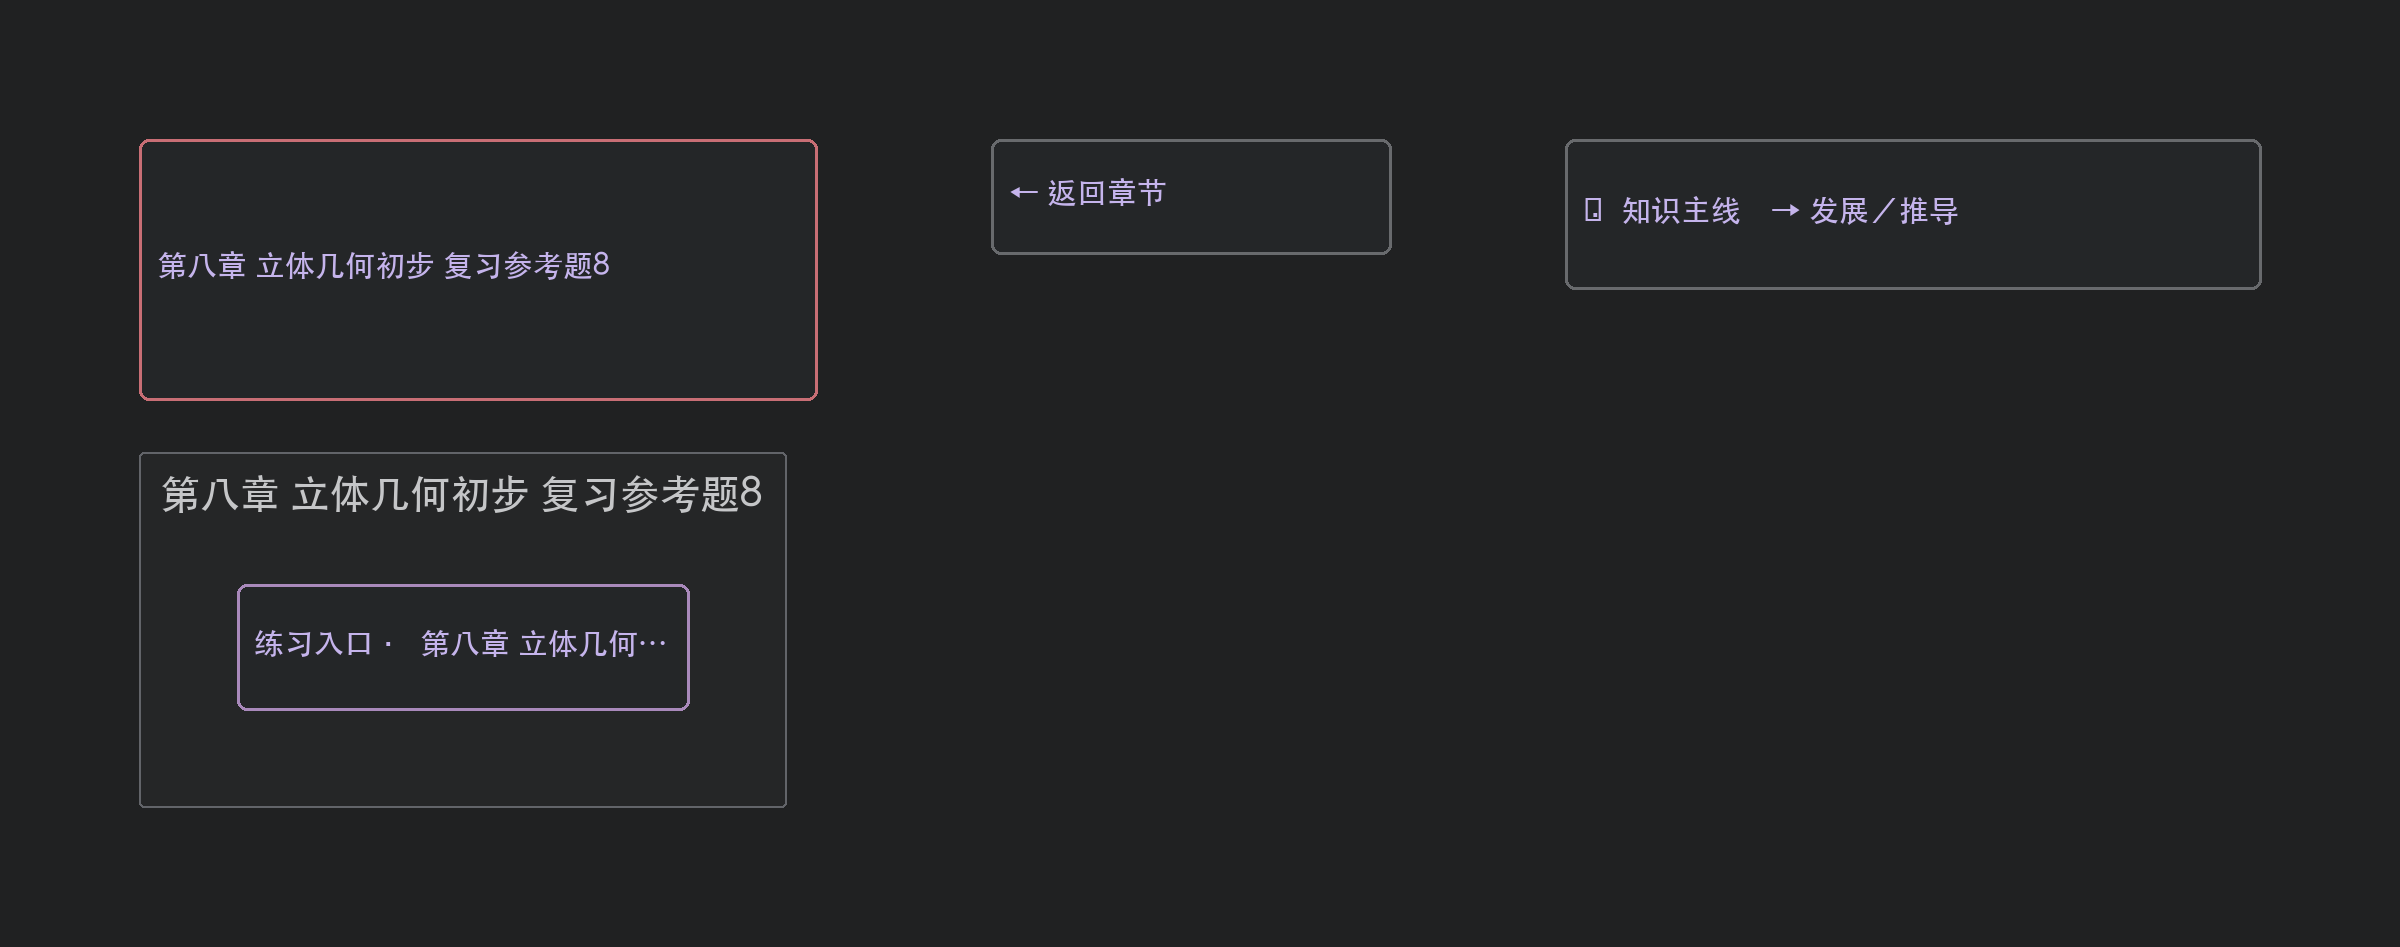 第八章 立体几何初步 复习参考题8
← 返回章节
知识主线 → 发展／推导
第八章 立体几何初步 复习参考题8
练习入口 · 第八章 立体几何…